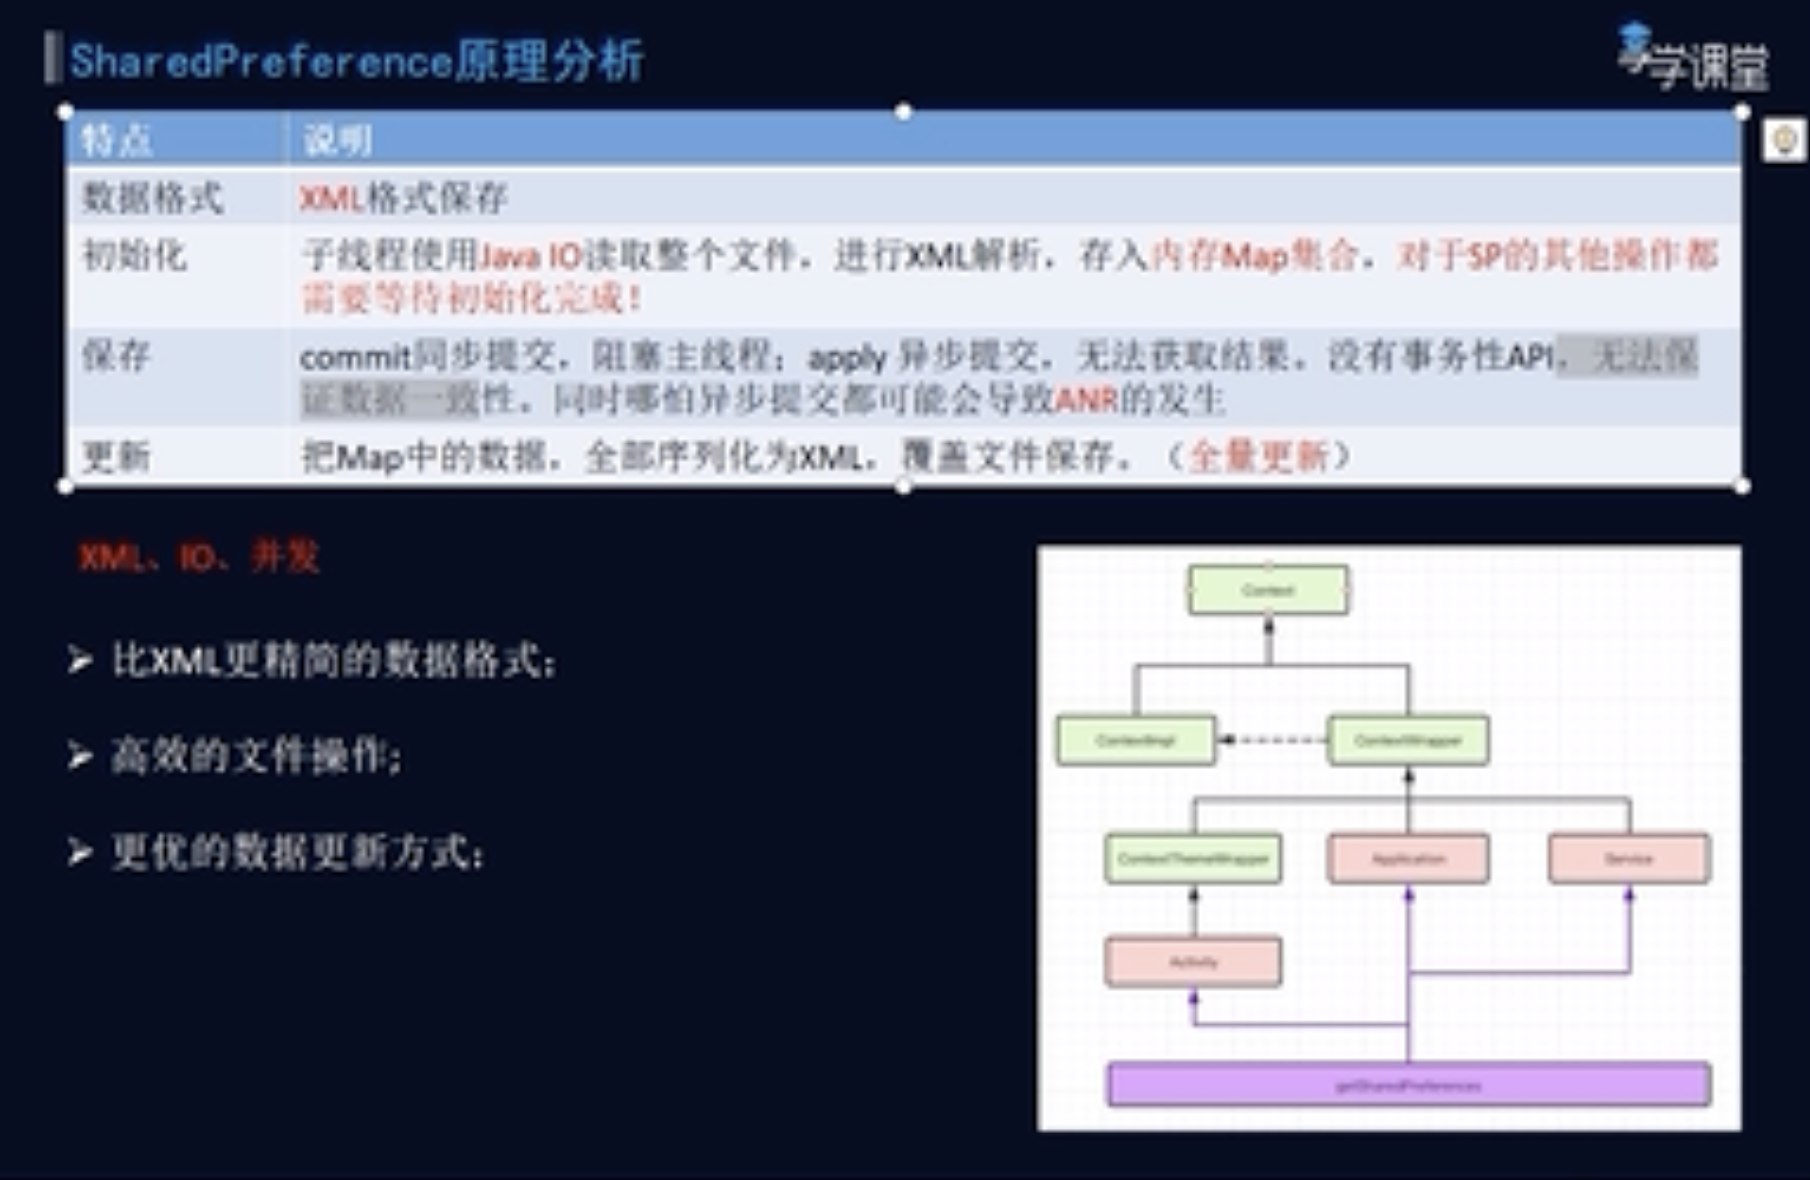 SharedPreference原理分析
享学课堂
特点 说明
数据格式 XML格式保存
初始化 子线程使用Java IO读取整个文件，进行XML解析，存入内存Map集合，对于SP的其他操作都
需要等待初始化完成！
保存 commit同步提交，阻塞主线程；apply 异步提交，无法获取结果。没有事务性API，无法保
证数据一致性。同时哪怕异步提交都可能会导致ANR的发生
更新 把Map中的数据，全部序列化为XML，覆盖文件保存。（全量更新）
XML、IO、并发
➢ 比XML更精简的数据格式；
➢ 高效的文件操作;
➢ 更优的数据更新方式；
Context
ContextImpl ContextWrapper
ContextThemeWrapper Application Service
Activity
getSharedPreferences